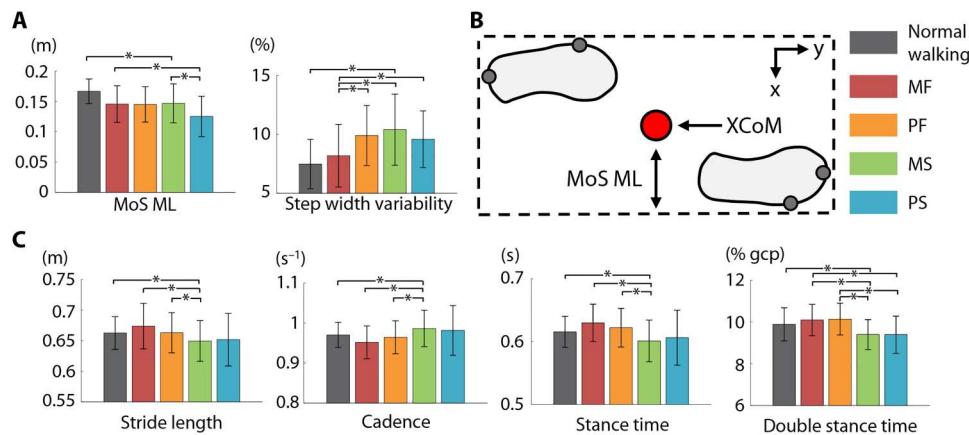 A
(m)
0.2
0.15
0.1
0.05
0
*
*
*
MoS ML
(%)
15
10
5
*
*
*
*
Step width variability
B
y
x
XCoM
MoS ML
Normal
walking
MF
PF
MS
PS
C
(m)
0.75
0.7
0.65
0.6
0.55
*
*
*
Stride length
(s⁻¹)
1.1
1
0.9
0.8
*
*
*
Cadence
(s)
0.7
0.6
0.5
*
*
*
Stance time
(% gcp)
12
10
8
6
*
*
*
*
*
Double stance time